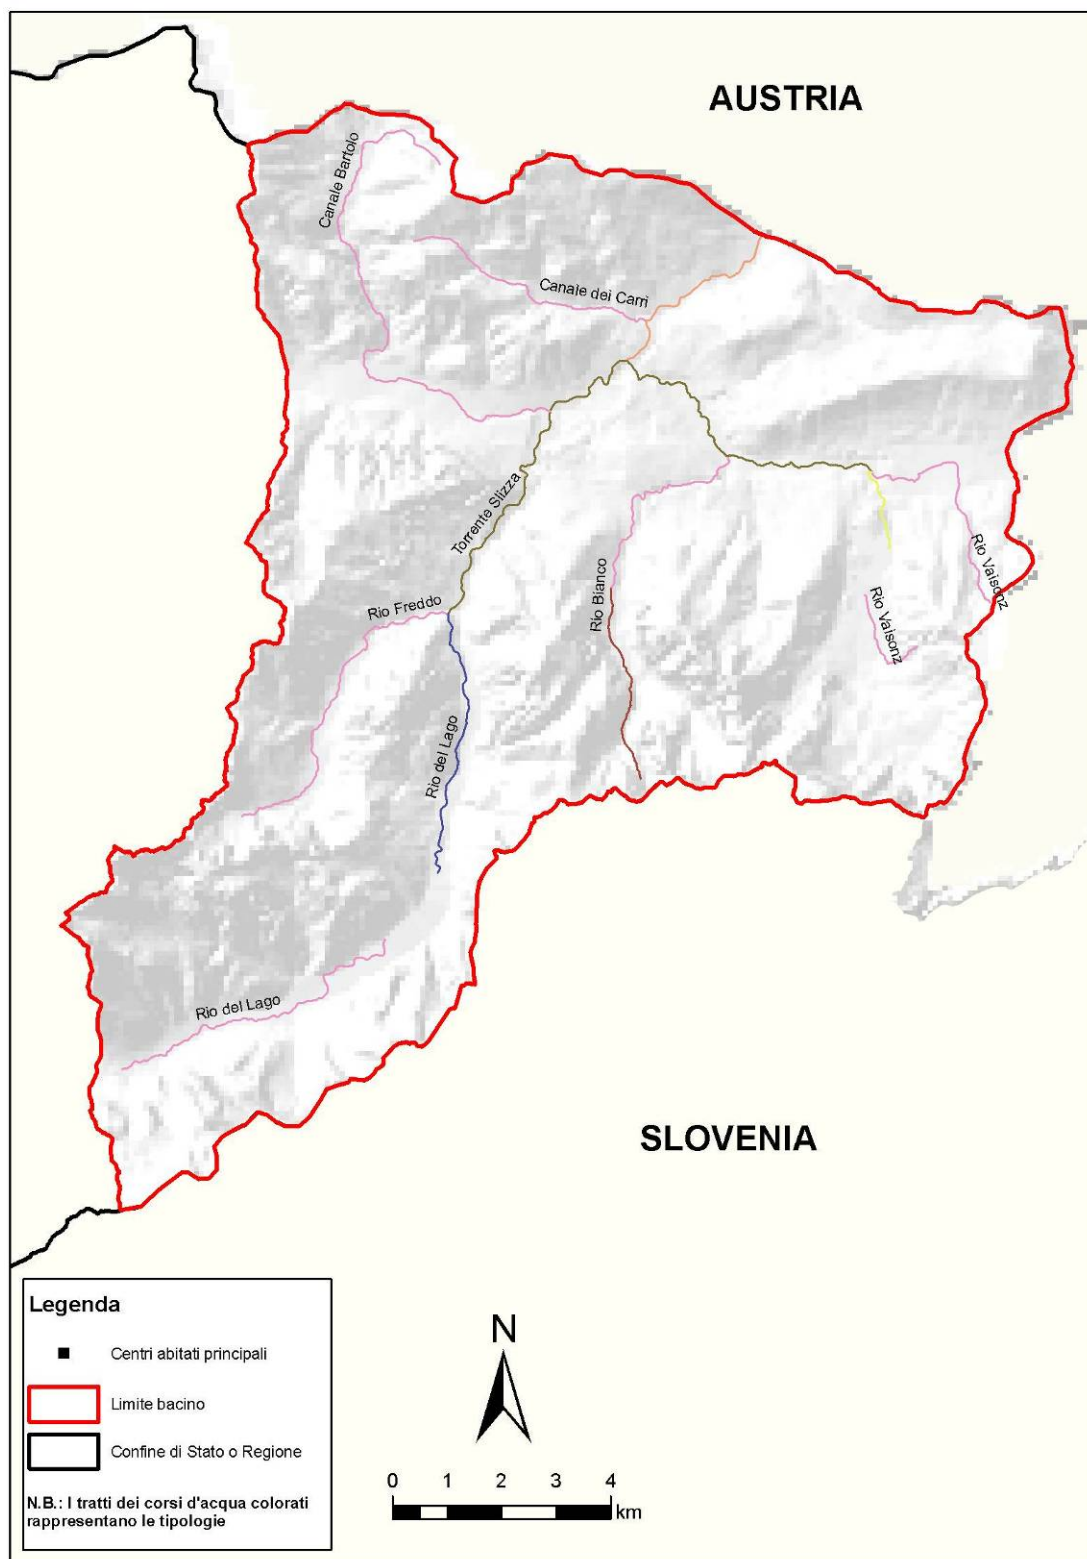 AUSTRIA
Canale Bartolo
Canale dei Carri
Torrente Slizza
Rio Freddo
Rio Bianco
Rio Vaisonz
Rio Vaisonz
Rio del Lago
Rio del Lago
SLOVENIA
Legenda
Centri abitati principali
Limite bacino
Confine di Stato o Regione
N.B.: I tratti dei corsi d'acqua colorati
rappresentano le tipologie
N
0 1 2 3 4
km